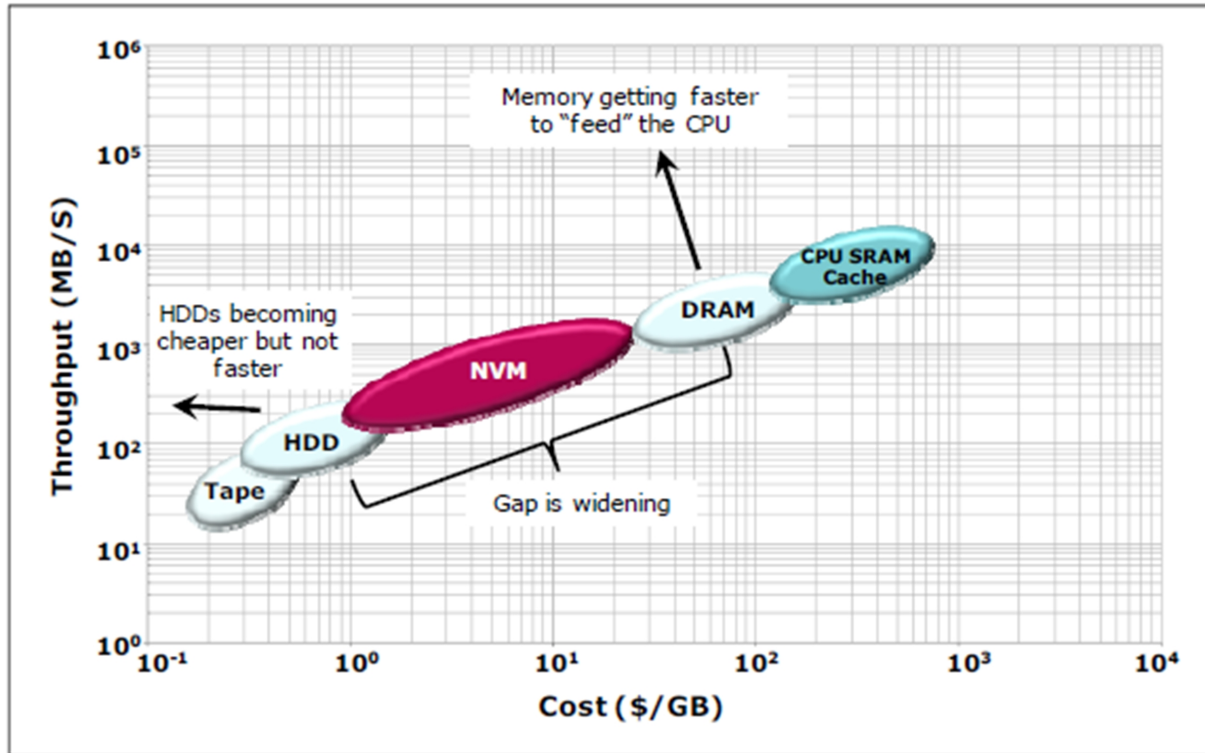 10⁶
10⁵
10⁴
10³
10²
10¹
10⁰
Throughput (MB/S)
Memory getting faster
to “feed” the CPU
HDDs becoming
cheaper but not
faster
CPU SRAM
Cache
DRAM
NVM
HDD
Tape
Gap is widening
10⁻¹
10⁰
10¹
10²
10³
10⁴
Cost ($/GB)